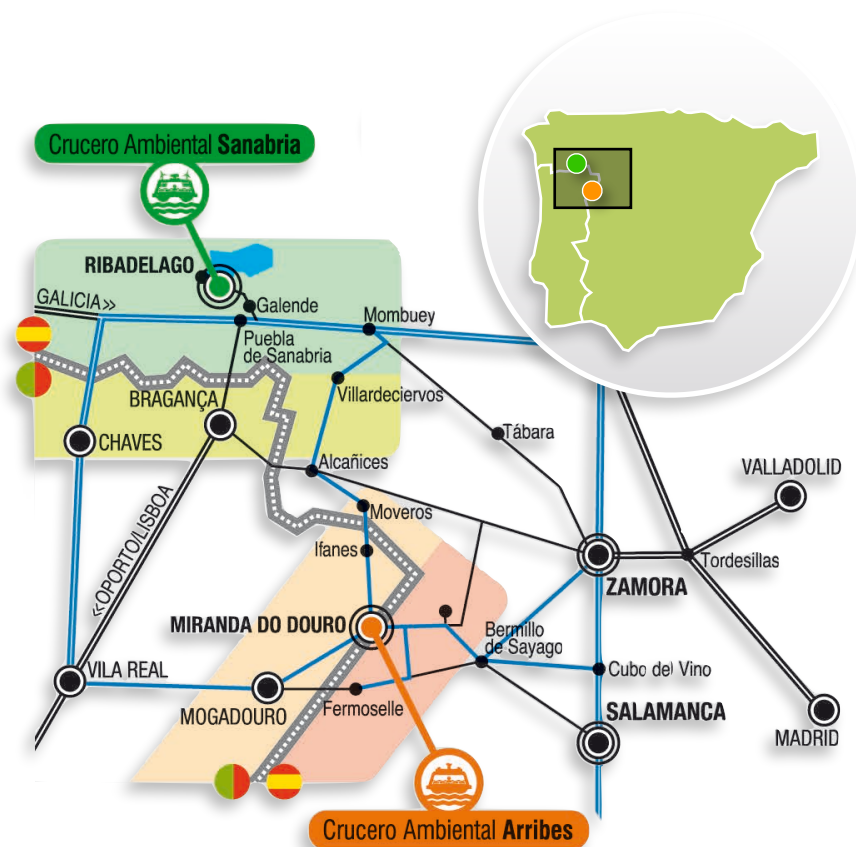 Crucero Ambiental Sanabria
RIBADELAGO
GALICIA»
Galende
Mombuey
Puebla
de Sanabria
BRAGANÇA
Villardeciervos
CHAVES
Tábara
Alcañices
VALLADOLID
«OPORTO/LISBOA
Moveros
Ifanes
Tordesillas
ZAMORA
MIRANDA DO DOURO
Bermillo
de Sayago
VILA REAL
Cubo del Vino
MOGADOURO
Fermoselle
SALAMANCA
MADRID
Crucero Ambiental Arribes